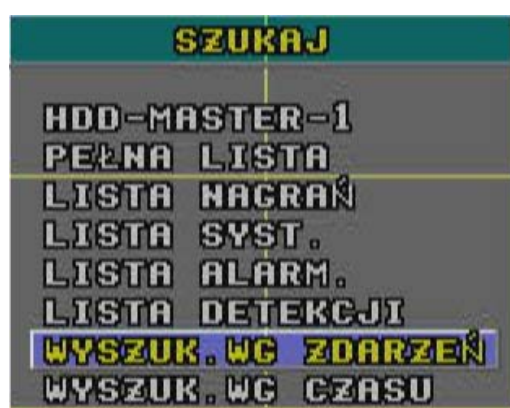 SZUKAJ
HDD-MASTER-1
PEŁNA LISTA
LISTA NAGRAŃ
LISTA SYST.
LISTA ALARM.
LISTA DETEKCJI
WYSZUK.WG ZDARZEŃ
WYSZUK.WG CZASU